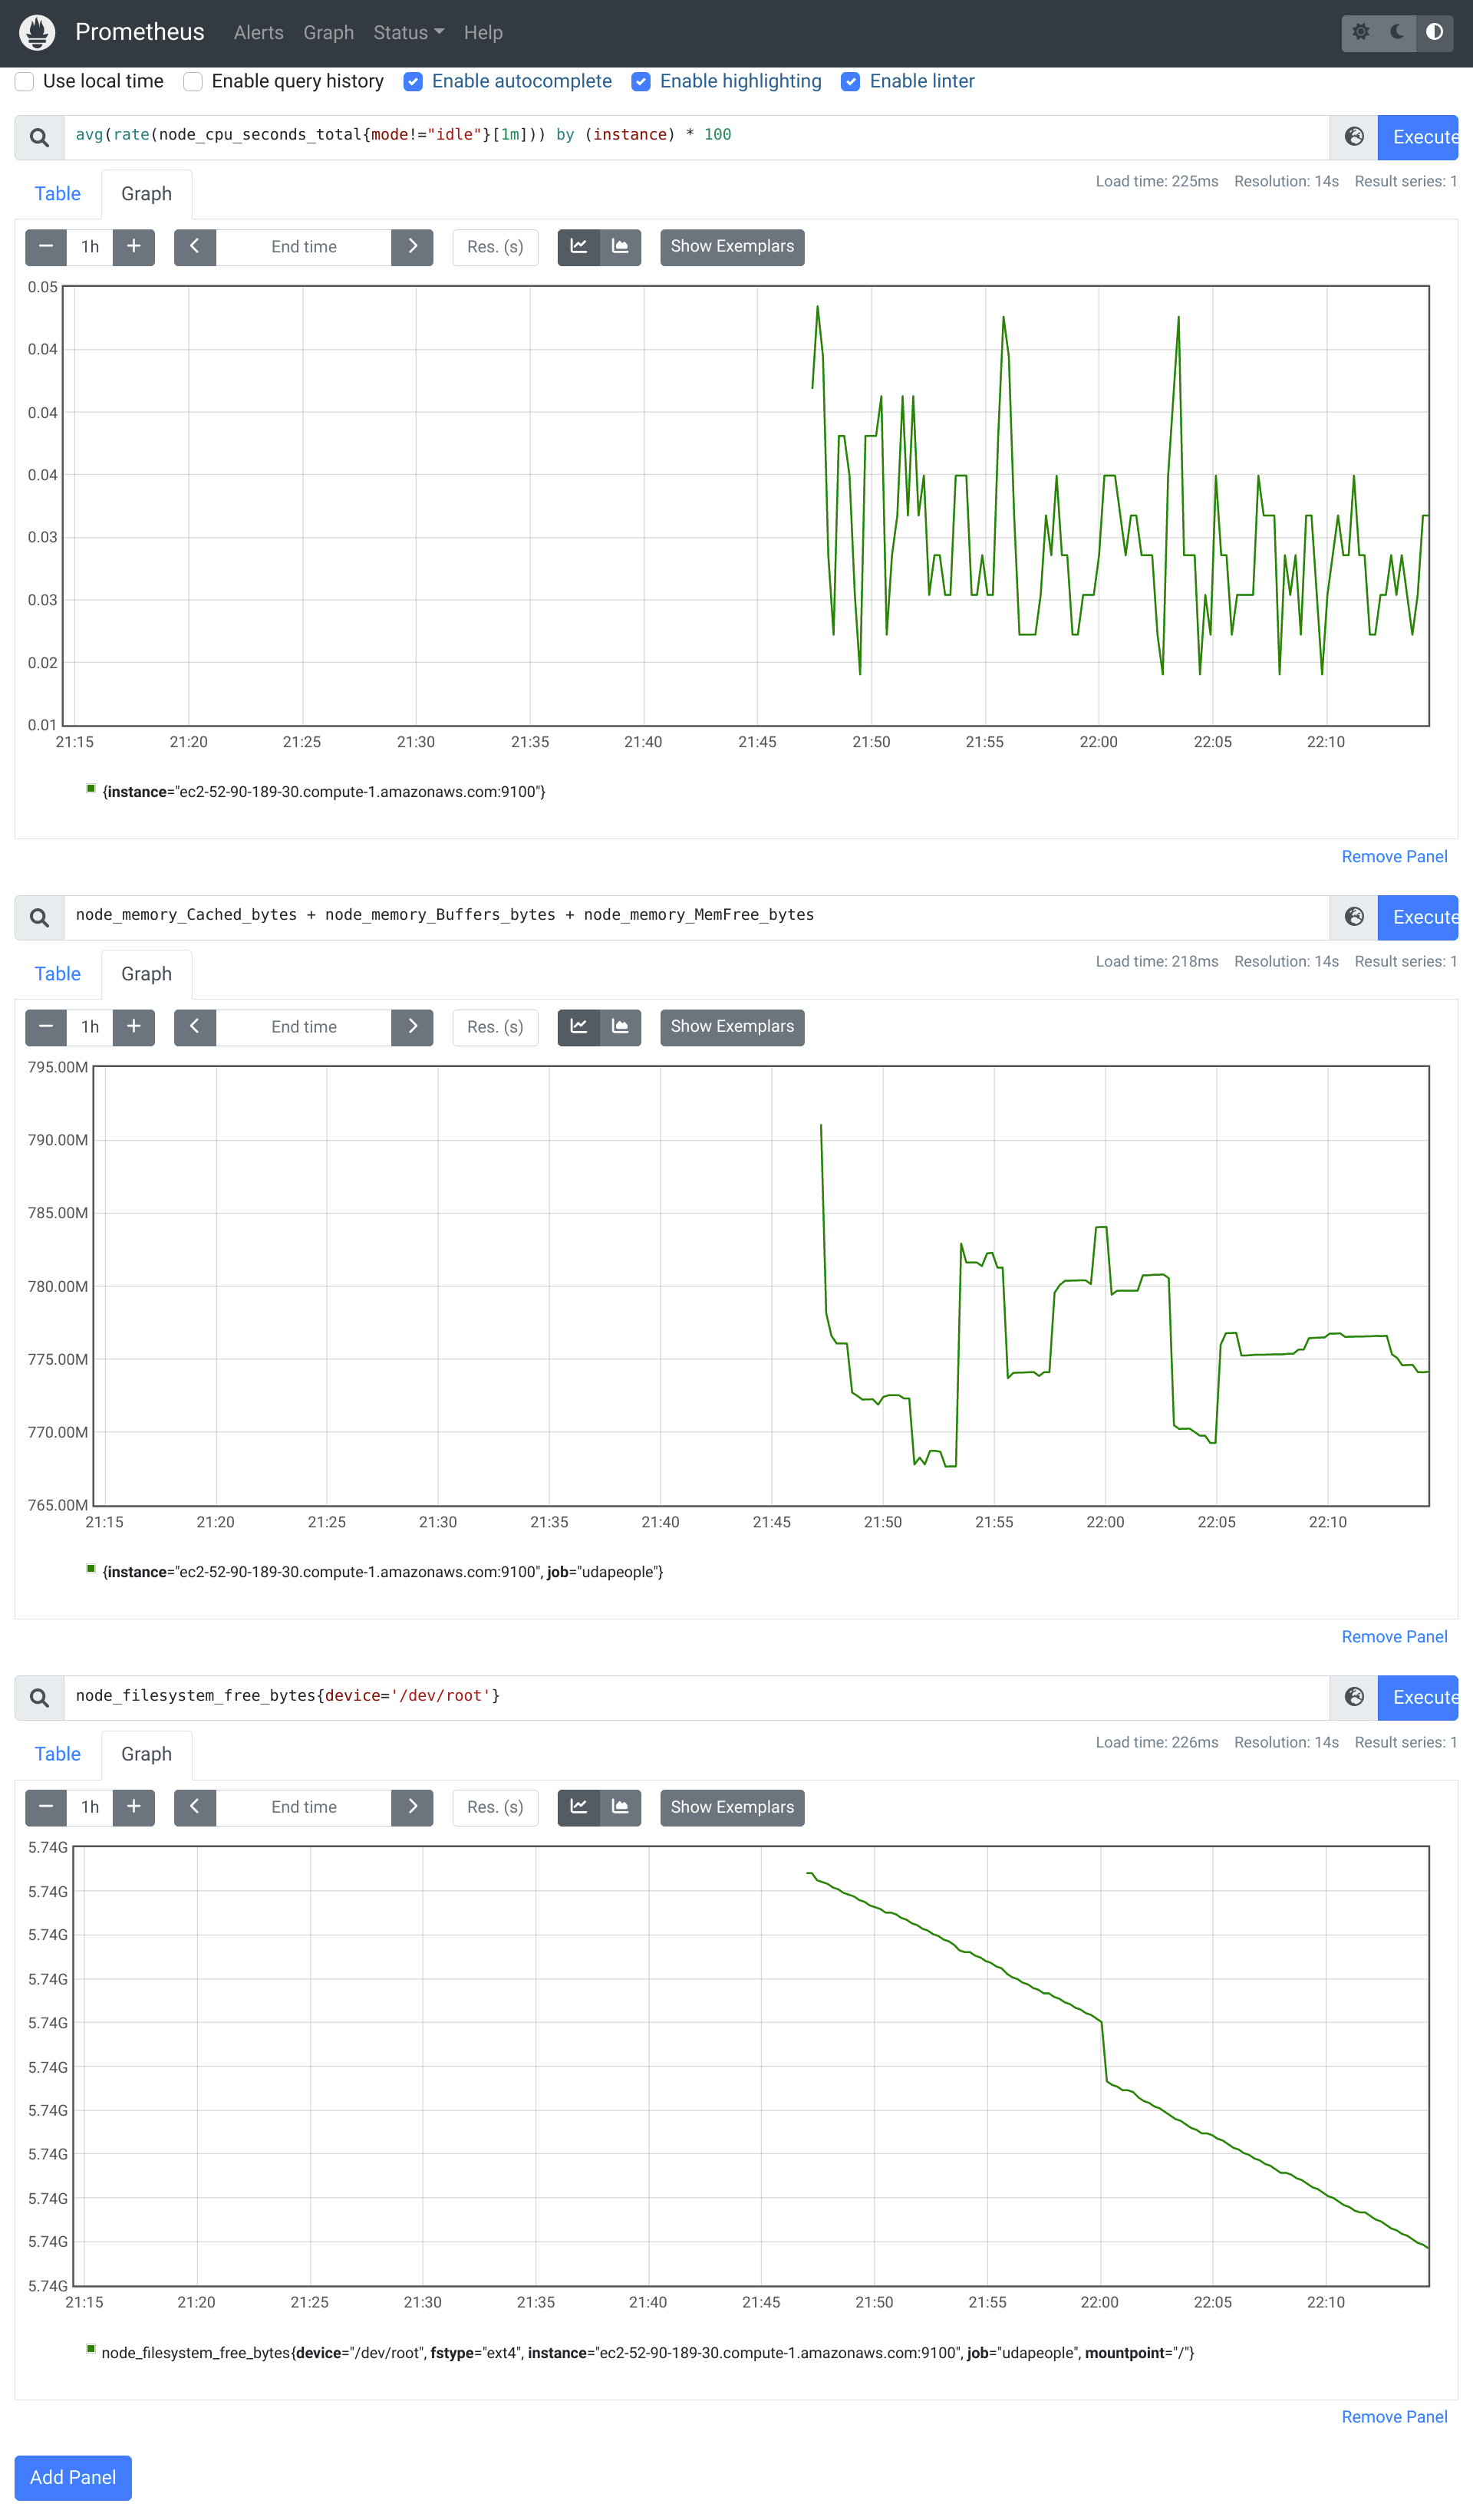 Prometheus Alerts Graph Status Help
Use local time Enable query history Enable autocomplete Enable highlighting Enable linter
avg(rate(node_cpu_seconds_total{mode!="idle"}[1m])) by (instance) * 100 Execute
Table Graph Load time: 225ms Resolution: 14s Result series: 1
1h End time Res. (s) Show Exemplars
0.05
0.04
0.04
0.04
0.03
0.03
0.02
0.01
21:15 21:20 21:25 21:30 21:35 21:40 21:45 21:50 21:55 22:00 22:05 22:10
{instance="ec2-52-90-189-30.compute-1.amazonaws.com:9100"}
Remove Panel
node_memory_Cached_bytes + node_memory_Buffers_bytes + node_memory_MemFree_bytes Execute
Table Graph Load time: 218ms Resolution: 14s Result series: 1
1h End time Res. (s) Show Exemplars
795.00M
790.00M
785.00M
780.00M
775.00M
770.00M
765.00M
21:15 21:20 21:25 21:30 21:35 21:40 21:45 21:50 21:55 22:00 22:05 22:10
{instance="ec2-52-90-189-30.compute-1.amazonaws.com:9100", job="udapeople"}
Remove Panel
node_filesystem_free_bytes{device='/dev/root'} Execute
Table Graph Load time: 226ms Resolution: 14s Result series: 1
1h End time Res. (s) Show Exemplars
5.74G
5.74G
5.74G
5.74G
5.74G
5.74G
5.74G
5.74G
5.74G
5.74G
5.74G
21:15 21:20 21:25 21:30 21:35 21:40 21:45 21:50 21:55 22:00 22:05 22:10
node_filesystem_free_bytes{device="/dev/root", fstype="ext4", instance="ec2-52-90-189-30.compute-1.amazonaws.com:9100", job="udapeople", mountpoint="/"}
Remove Panel
Add Panel